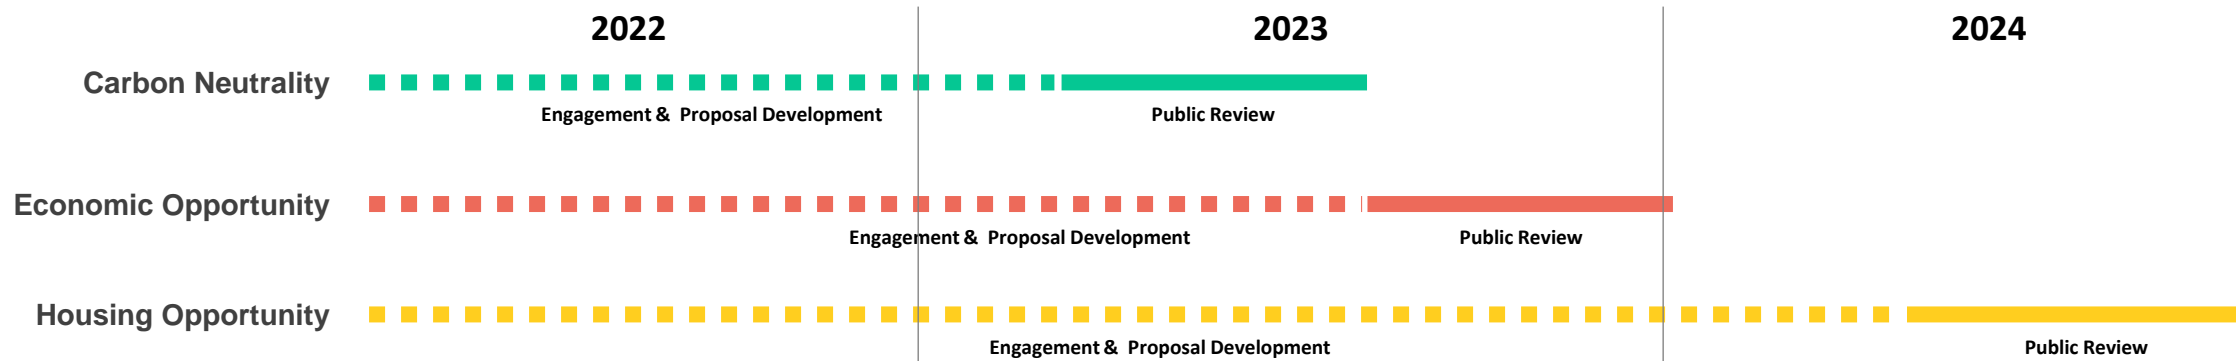 2022
2023
2024
Carbon Neutrality
Engagement & Proposal Development
Public Review
Economic Opportunity
Engagement & Proposal Development
Public Review
Housing Opportunity
Engagement & Proposal Development
Public Review